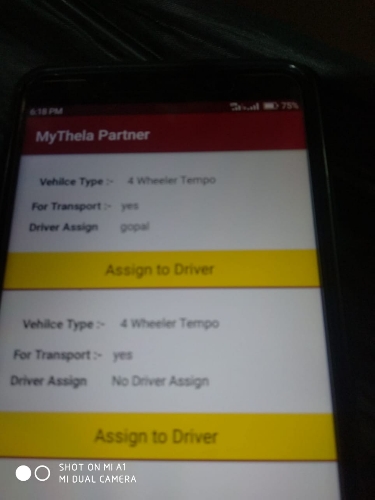 6:18 PM 75%
MyThela Partner
Vehilce Type :- 4 Wheeler Tempo
For Transport :- yes
Driver Assign gopal
Assign to Driver
Vehilce Type :- 4 Wheeler Tempo
For Transport :- yes
Driver Assign No Driver Assign
Assign to Driver
SHOT ON MI A1
MI DUAL CAMERA